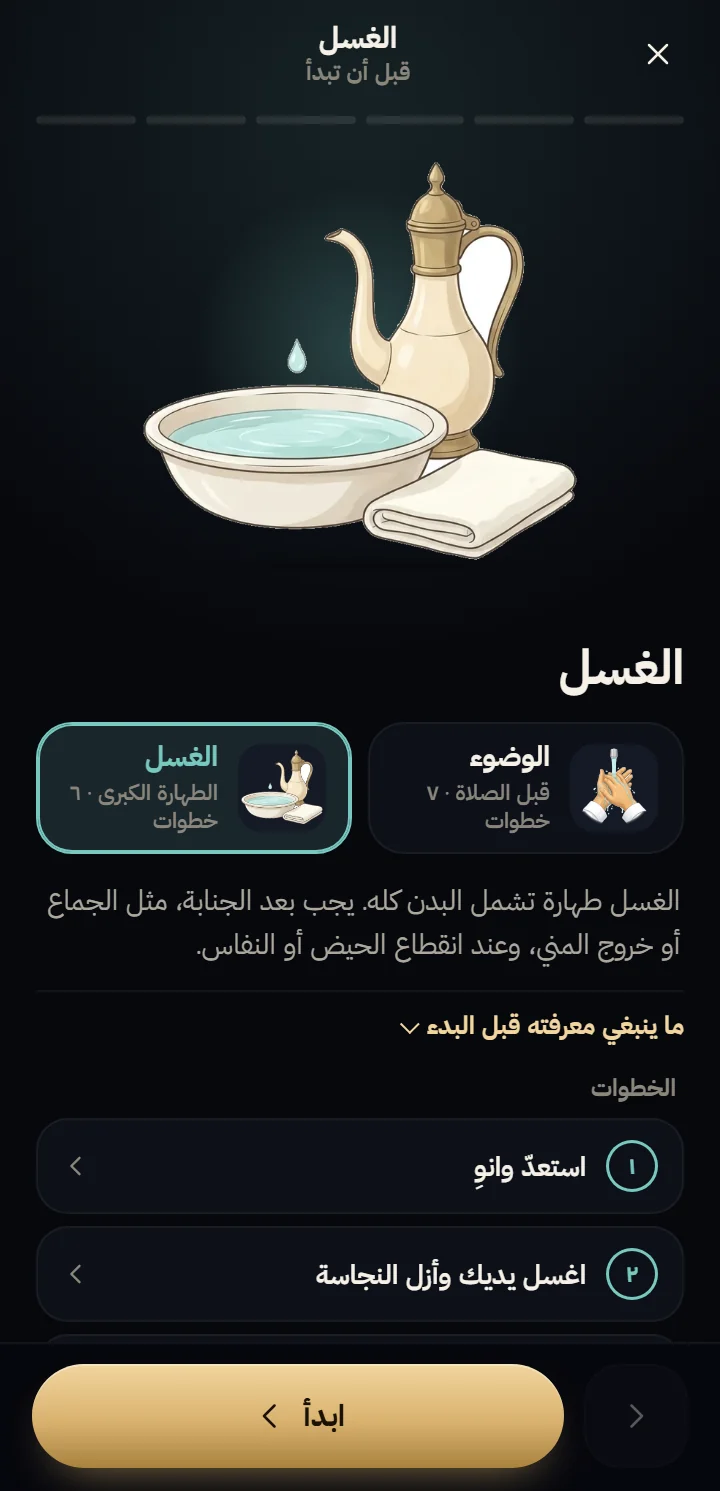 الغسل
قبل أن تبدأ
الغسل
الوضوء
قبل الصلاة · ٧
خطوات
الغسل
الطهارة الكبرى · ٦
خطوات
الغسل طهارة تشمل البدن كله. يجب بعد الجنابة، مثل الجماع
أو خروج المني، وعند انقطاع الحيض أو النفاس.
ما ينبغي معرفته قبل البدء
الخطوات
١ استعدّ وانوِ
٢ اغسل يديك وأزل النجاسة
ابدأ